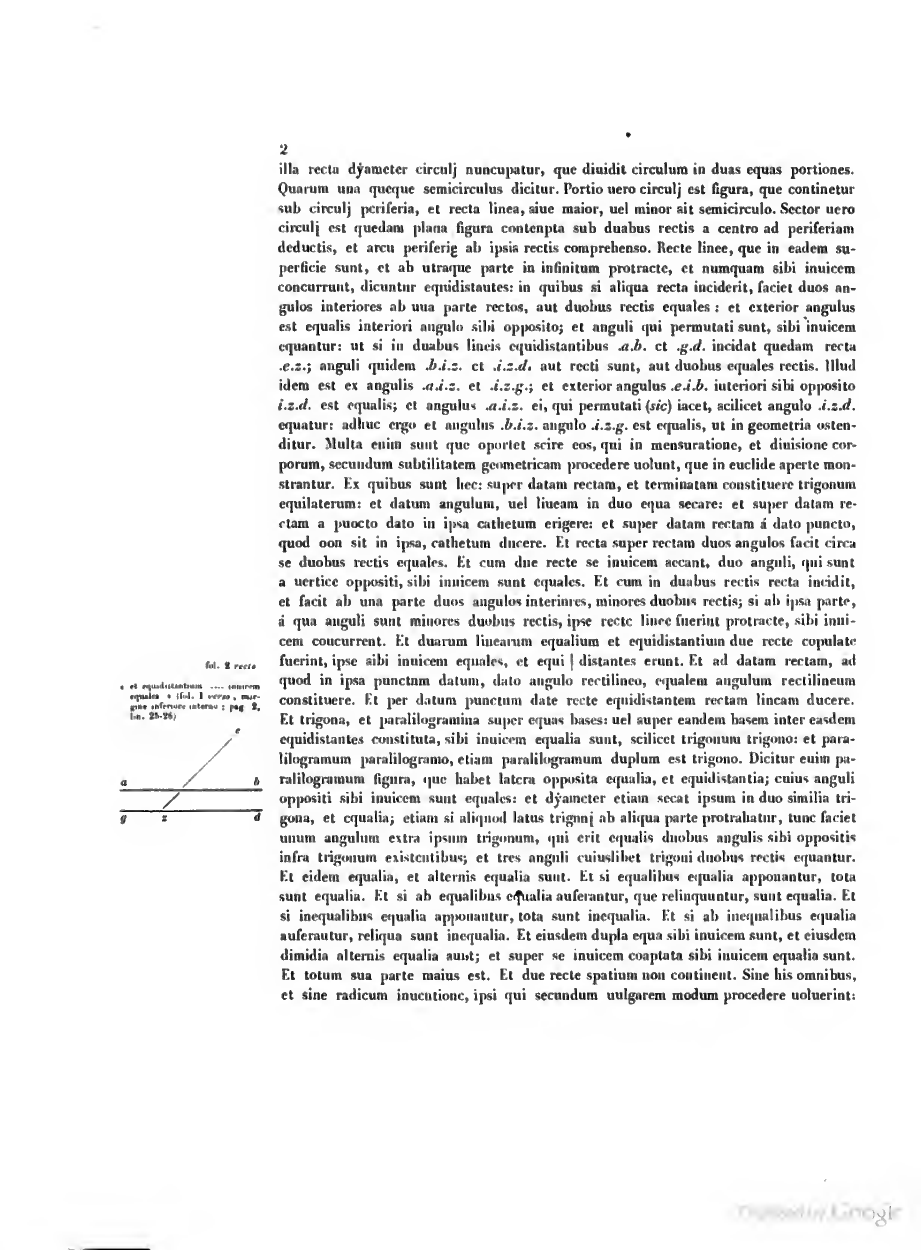 2
illa recta dẏameter circulj nuncupatur, que diuidit circulum in duas equas portiones.
Quarum una queque semicirculus dicitur. Portio uero circulj est figura, que continetur
sub circulj periferia, et recta linea, siue maior, uel minor sit semicirculo. Sector uero
circulj est quedam plana figura contenpta sub duabus rectis a centro ad periferiam
deductis, et arcu periferię ab ipsis rectis comprehenso. Recte linee, que in eadem su-
perficie sunt, et ab utraque parte in infinitum protracte, et numquam sibi inuicem
concurrunt, dicuntur equidistantes: in quibus si aliqua recta inciderit, faciet duos an-
gulos interiores ab una parte rectos, aut duobus rectis equales: et exterior angulus
est equalis interiori angulo sibi opposito; et anguli qui permutati sunt, sibi inuicem
equantur: ut si in duabus lineis equidistantibus .a.b. et .g.d. incidat quedam recta
.e.z.; anguli quidem .b.i.z. et .i.z.d. aut recti sunt, aut duobus equales rectis. Illud
idem est ex angulis .a.i.z. et .i.z.g.; et exterior angulus .e.i.b. interiori sibi opposito
i.z.d. est equalis; et angulus .a.i.z. ei, qui permutati (sic) iacet, scilicet angulo .i.z.d.
equatur: adhuc ergo et angulus .b.i.z. angulo .i.z.g. est equalis, ut in geometria osten-
ditur. Multa enim sunt que oportet scire eos, qui in mensuratione, et diuisione cor-
porum, secundum subtilitatem geometricam procedere uolunt, que in euclide aperte mon-
strantur. Ex quibus sunt hec: super datam rectam, et terminatam constituere trigonum
equilaterum: et datum angulum, uel lineam in duo equa secare: et super datam re-
ctam a puncto dato in ipsa cathetum erigere: et super datam rectam á dato puncto,
quod non sit in ipsa, cathetum ducere. Et recta super rectam duos angulos facit circa
se duobus rectis equales. Et cum due recte se inuicem secant, duo anguli, qui sunt
a uertice oppositi, sibi inuicem sunt equales. Et cum in duabus rectis recta incidit,
et facit ab una parte duos angulos interiores, minores duobus rectis; si ab ipsa parte,
á qua anguli sunt minores duobus rectis, ipse recte linee fuerint protracte, sibi inui-
cem concurrent. Et duarum linearum equalium et equidistantium due recte copulate
fol. 2 recto
fuerint, ipse sibi inuicem equales, et equi | distantes erunt. Et ad datam rectam, ad
« et equidistantium .... inuicem
equales » (fol. 1 verso, mar-
gine inferiore interno; pag. 2,
lin. 25-26)
quod in ipsa punctum datum, dato angulo rectilineo, equalem angulum rectilineum
constituere. Et per datum punctum date recte equidistantem rectam lineam ducere.
Et trigona, et paralilogramina super equas bases: uel super eandem basem inter easdem
equidistantes constituta, sibi inuicem equalia sunt, scilicet trigonum trigono: et para-
lilogramum paralilogramo, etiam paralilogramum duplum est trigono. Dicitur enim pa-
ralilogramum figura, que habet latera opposita equalia, et equidistantia; cuius anguli
oppositi sibi inuicem sunt equales: et dẏameter etiam secat ipsum in duo similia tri-
gona, et equalia; etiam si aliquod latus trigonj ab aliqua parte protrahatur, tunc faciet
unum angulum extra ipsum trigonum, qui erit equalis duobus angulis sibi oppositis
infra trigonum existentibus; et tres anguli cuiuslibet trigoni duobus rectis equantur.
Et eidem equalia, et alternis equalia sunt. Et si equalibus equalia apponantur, tota
sunt equalia. Et si ab equalibus equalia auferantur, que relinquuntur, sunt equalia. Et
si inequalibus equalia apponantur, tota sunt inequalia. Et si ab inequalibus equalia
auferautur, reliqua sunt inequalia. Et eiusdem dupla equa sibi inuicem sunt, et eiusdem
dimidia alternis equalia sunt; et super se inuicem coaptata sibi inuicem equalia sunt.
Et totum sua parte maius est. Et due recte spatium non continent. Sine his omnibus,
et sine radicum inuentione, ipsi qui secundum uulgarem modum procedere uoluerint:
e
a b
g z d
Digitized by Google